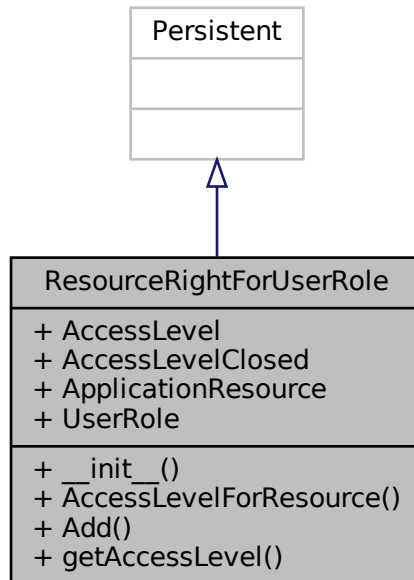 Persistent
ResourceRightForUserRole
+ AccessLevel
+ AccessLevelClosed
+ ApplicationResource
+ UserRole
+ __init__()
+ AccessLevelForResource()
+ Add()
+ getAccessLevel()